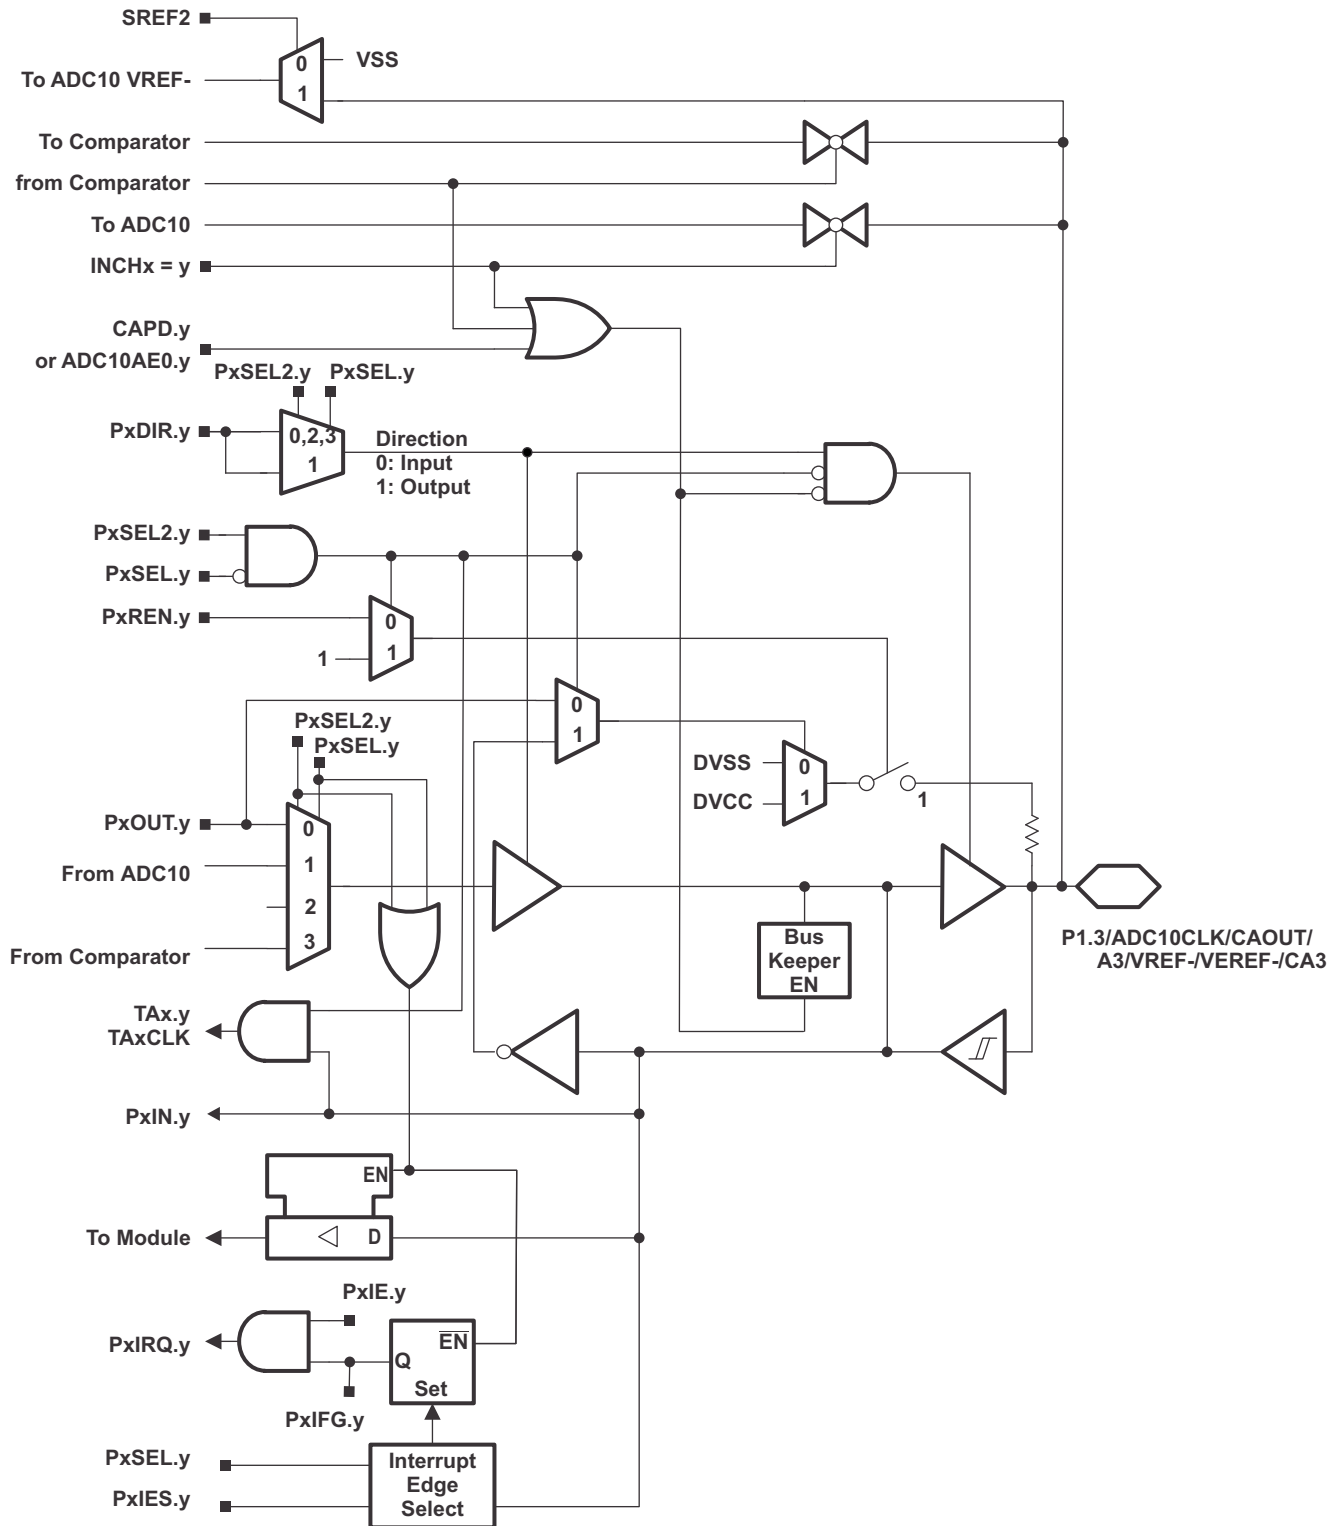 SREF2
0
VSS
To ADC10 VREF-
1
To Comparator
from Comparator
To ADC10
INCHx = y
CAPD.y
or ADC10AE0.y
PxSEL2.y PxSEL.y
PxDIR.y
0,2,3
1
Direction
0: Input
1: Output
PxSEL2.y
PxSEL.y
PxREN.y
0
1
1
0
1
PxSEL2.y
PxSEL.y
DVSS
0
DVCC
1
1
PxOUT.y
0
From ADC10
1
2
From Comparator
3
Bus
Keeper
EN
P1.3/ADC10CLK/CAOUT/
A3/VREF-/VEREF-/CA3
TAx.y
TAxCLK
PxIN.y
EN
To Module
D
PxIE.y
PxIRQ.y
EN
Q
Set
PxIFG.y
PxSEL.y
PxIES.y
Interrupt
Edge
Select